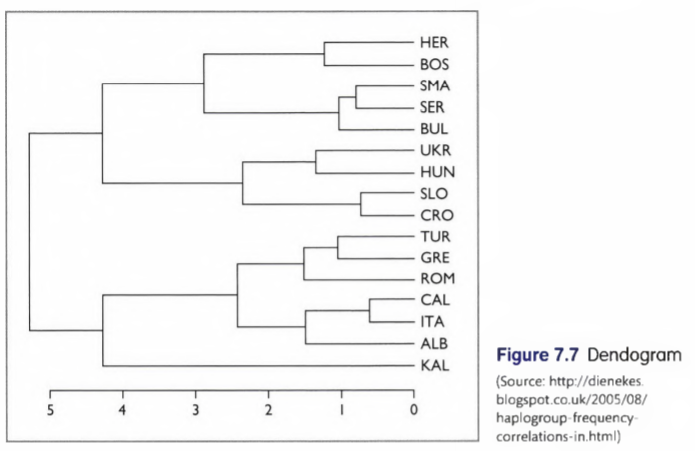 HER
BOS
SMA
SER
BUL
UKR
HUN
SLO
CRO
TUR
GRE
ROM
CAL
ITA
ALB
KAL
5 4 3 2 1 0
Figure 7.7 Dendogram
(Source: http://dienekes.
blogspot.co.uk/2005/08/
haplogroup-frequency-
correlations-in.html)